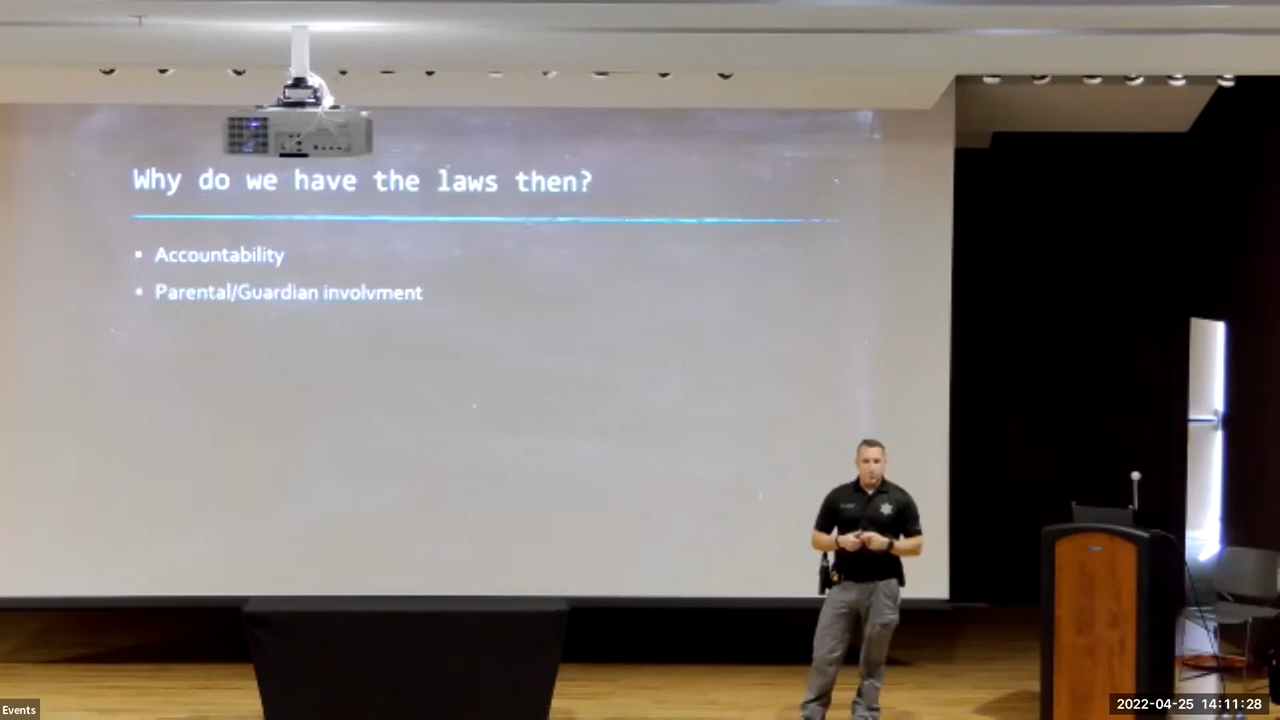 Why do we have the laws then?
• Accountability
• Parental/Guardian involvment
Events
2022-04-25 14:11:28